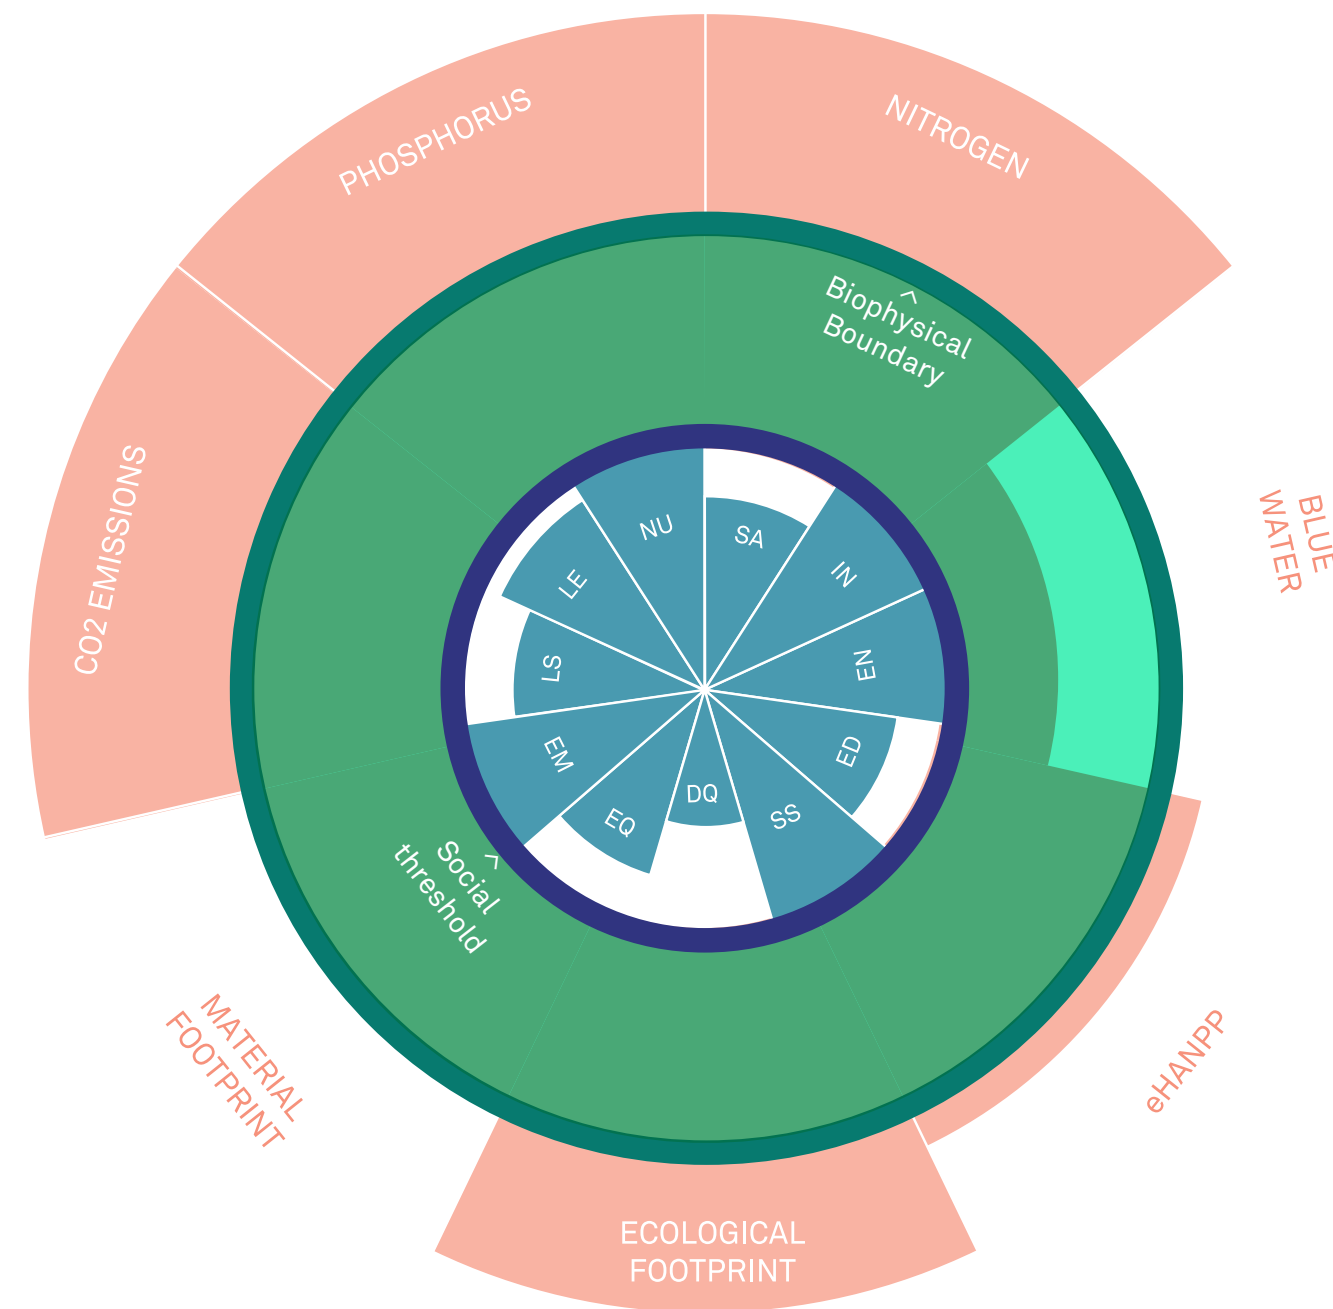 PHOSPHORUS
NITROGEN
CO2 EMISSIONS
^
Biophysical
Boundary
BLUE
WATER
NU
SA
LE
IN
LS
EN
EM
ED
EQ
DQ
SS
^
Social
threshold
MATERIAL
FOOTPRINT
eHANPP
ECOLOGICAL
FOOTPRINT